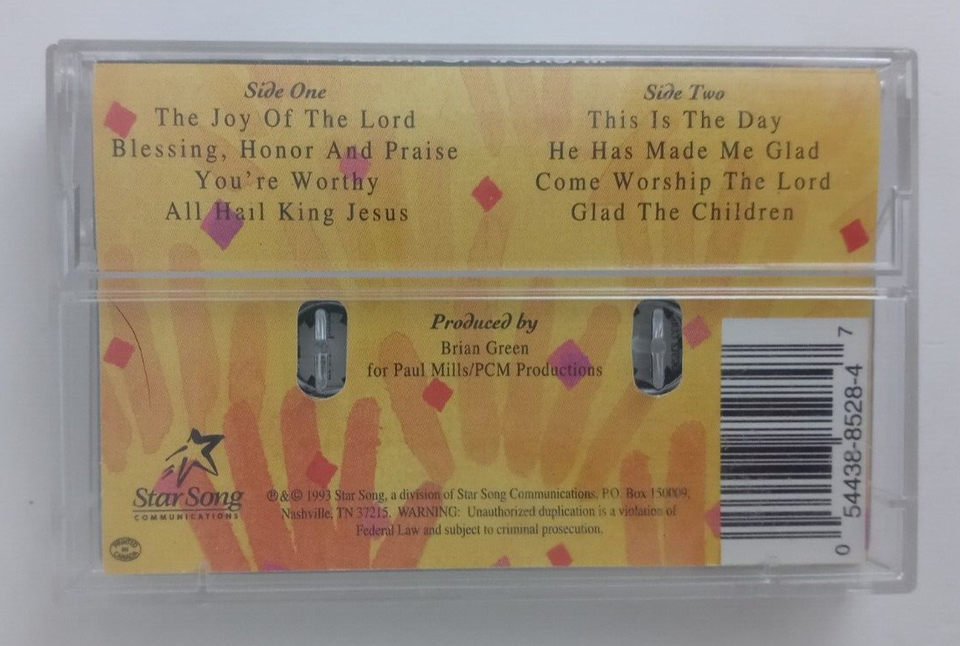 Side One
The Joy Of The Lord
Blessing, Honor And Praise
You're Worthy
All Hail King Jesus
Side Two
This Is The Day
He Has Made Me Glad
Come Worship The Lord
Glad The Children
Produced by
Brian Green
for Paul Mills/PCM Productions
Star Song
COMMUNICATIONS
℗&© 1993 Star Song, a division of Star Song Communications, P.O. Box 150009,
Nashville, TN 37215. WARNING: Unauthorized duplication is a violation of
Federal Law and subject to criminal prosecution.
PRINTED
IN
CANADA
0 54438-8528-4 7